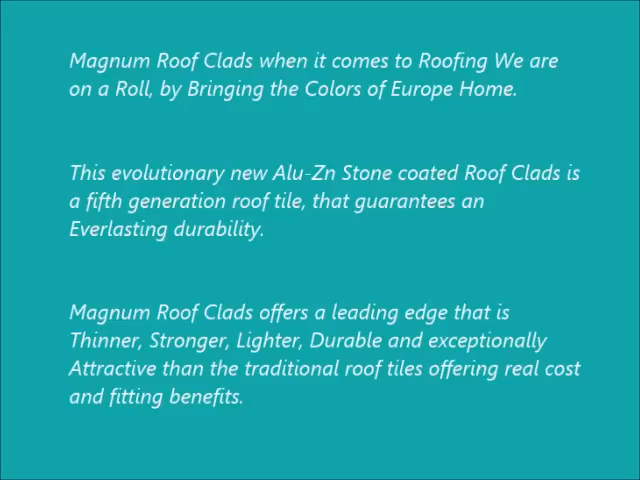 Magnum Roof Clads when it comes to Roofing We are
on a Roll, by Bringing the Colors of Europe Home.
This evolutionary new Alu-Zn Stone coated Roof Clads is
a fifth generation roof tile, that guarantees an
Everlasting durability.
Magnum Roof Clads offers a leading edge that is
Thinner, Stronger, Lighter, Durable and exceptionally
Attractive than the traditional roof tiles offering real cost
and fitting benefits.